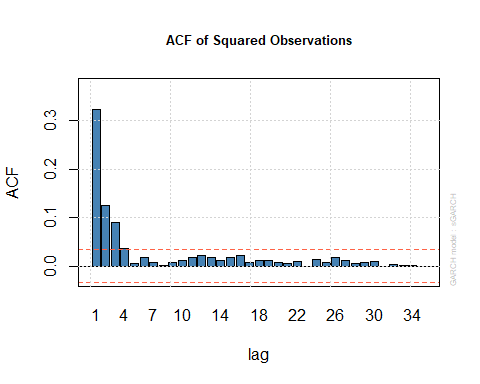 ACF of Squared Observations
ACF
0.3
0.2
0.1
0.0
1 4 7 10 14 18 22 26 30 34
lag
GARCH model : sGARCH